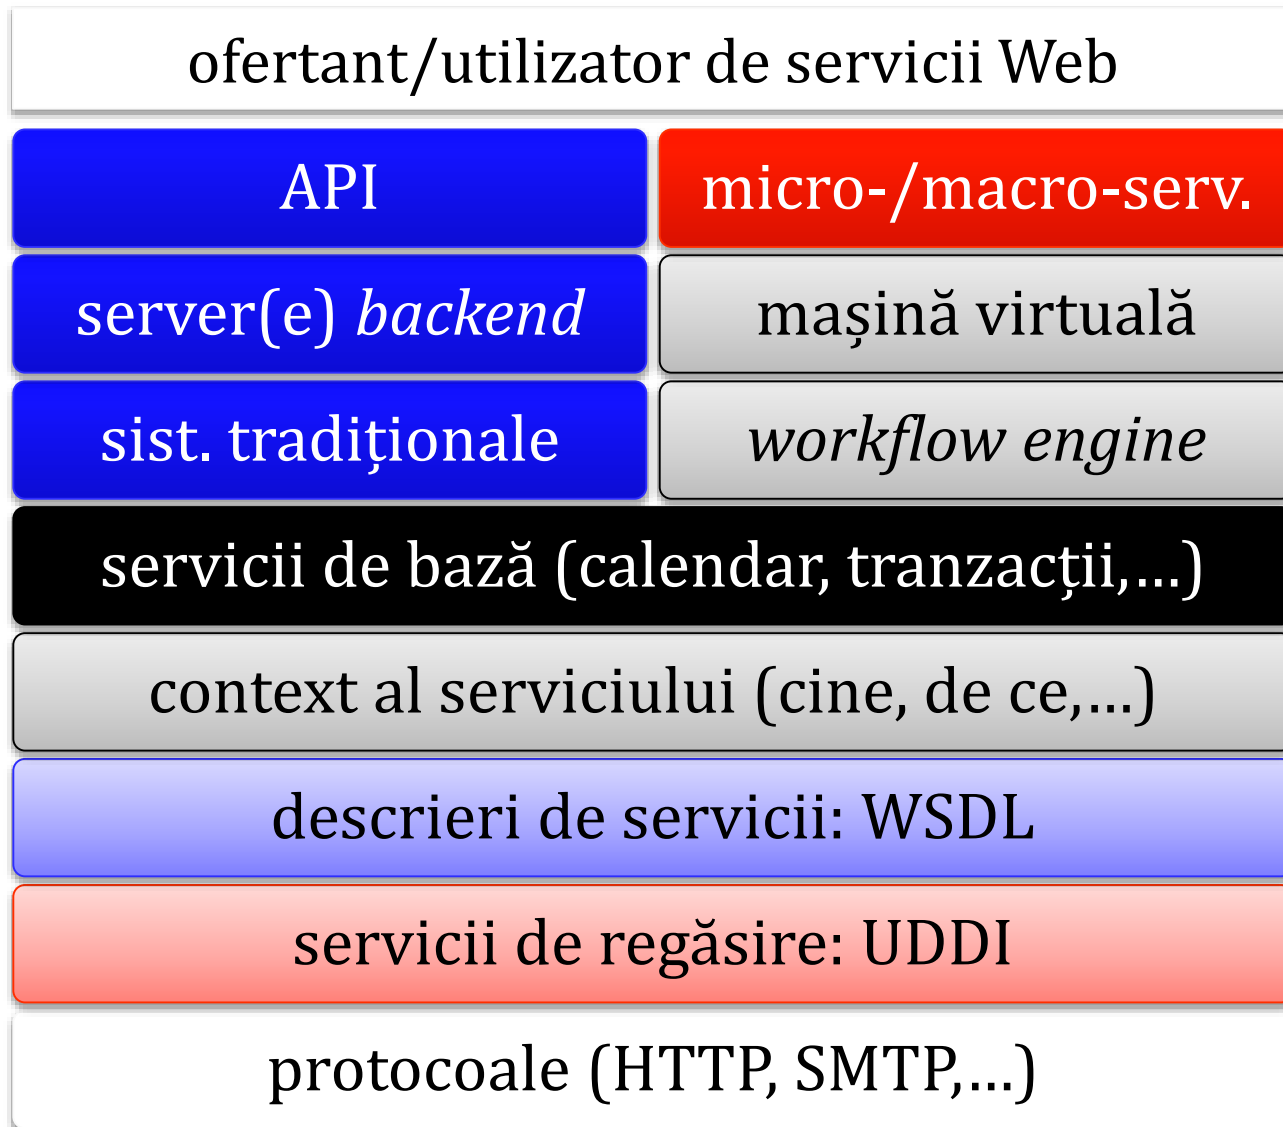 ofertant/utilizator de servicii Web
API
micro-/macro-serv.
server(e) backend
mașină virtuală
sist. tradiționale
workflow engine
servicii de bază (calendar, tranzacții,…)
context al serviciului (cine, de ce,…)
descrieri de servicii: WSDL
servicii de regăsire: UDDI
protocoale (HTTP, SMTP,…)